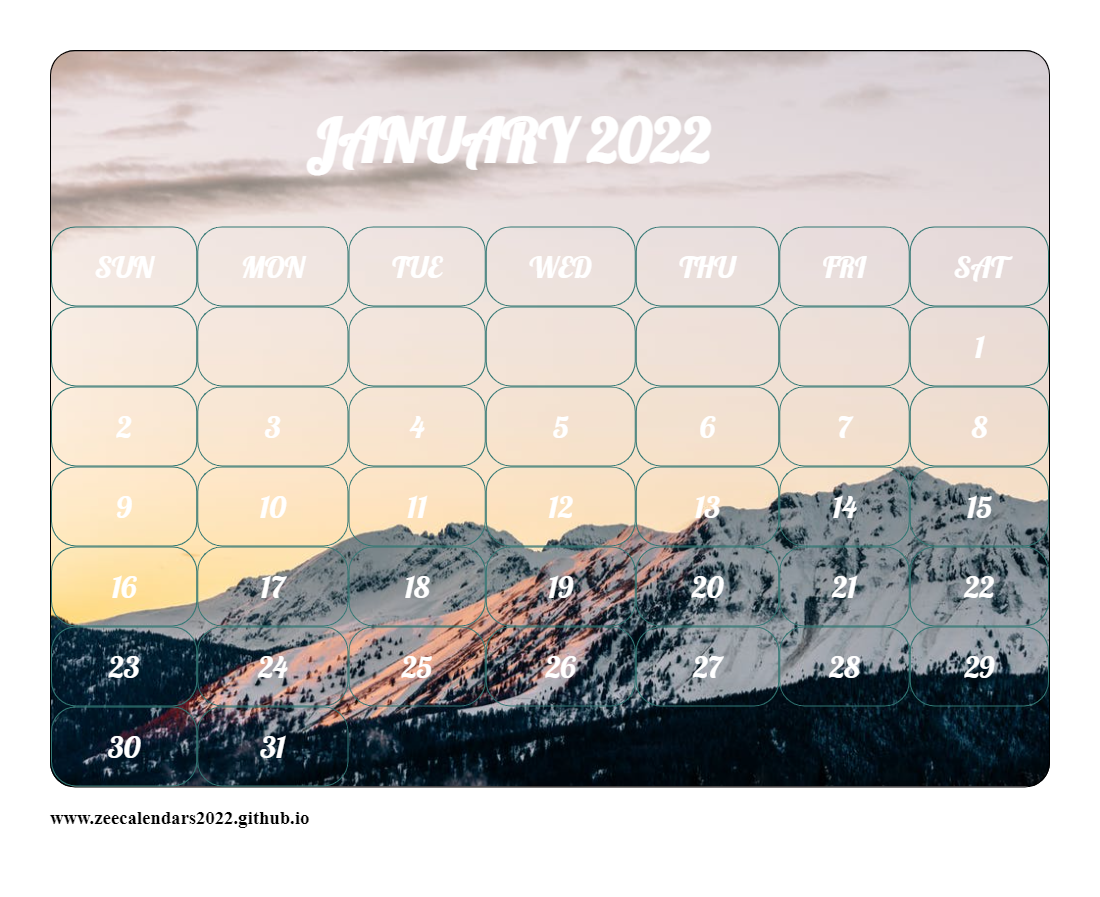 JANUARY 2022
SUN MON TUE WED THU FRI SAT
1
2 3 4 5 6 7 8
9 10 11 12 13 14 15
16 17 18 19 20 21 22
23 24 25 26 27 28 29
30 31
www.zeecalendars2022.github.io